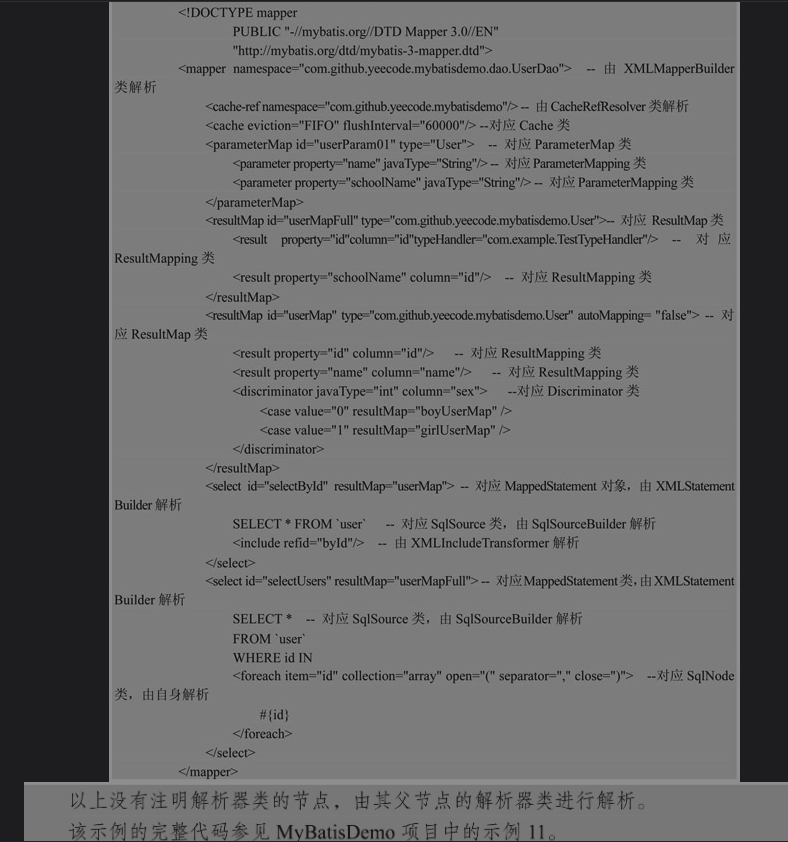 <!DOCTYPE mapper
PUBLIC "-//mybatis.org//DTD Mapper 3.0//EN"
"http://mybatis.org/dtd/mybatis-3-mapper.dtd">
<mapper namespace="com.github.yeecode.mybatisdemo.dao.UserDao"> -- 由 XMLMapperBuilder
类解析
<cache-ref namespace="com.github.yeecode.mybatisdemo"/> -- 由 CacheRefResolver 类解析
<cache eviction="FIFO" flushInterval="60000"/> --对应 Cache 类
<parameterMap id="userParam01" type="User"> -- 对应 ParameterMap 类
<parameter property="name" javaType="String"/> -- 对应 ParameterMapping 类
<parameter property="schoolName" javaType="String"/> -- 对应 ParameterMapping 类
</parameterMap>
<resultMap id="userMapFull" type="com.github.yeecode.mybatisdemo.User">-- 对应 ResultMap 类
<result property="id"column="id"typeHandler="com.example.TestTypeHandler"/> -- 对 应
ResultMapping 类
<result property="schoolName" column="id"/> -- 对应 ResultMapping 类
</resultMap>
<resultMap id="userMap" type="com.github.yeecode.mybatisdemo.User" autoMapping= "false"> -- 对
应 ResultMap 类
<result property="id" column="id"/> -- 对应 ResultMapping 类
<result property="name" column="name"/> -- 对应 ResultMapping 类
<discriminator javaType="int" column="sex"> --对应 Discriminator 类
<case value="0" resultMap="boyUserMap" />
<case value="1" resultMap="girlUserMap" />
</discriminator>
</resultMap>
<select id="selectById" resultMap="userMap"> -- 对应 MappedStatement 对象，由 XMLStatement
Builder 解析
SELECT * FROM `user` -- 对应 SqlSource 类，由 SqlSourceBuilder 解析
<include refid="byId"/> -- 由 XMLIncludeTransformer 解析
</select>
<select id="selectUsers" resultMap="userMapFull"> -- 对应MappedStatement类，由XMLStatement
Builder 解析
SELECT * -- 对应 SqlSource 类，由 SqlSourceBuilder 解析
FROM `user`
WHERE id IN
<foreach item="id" collection="array" open="(" separator="," close=")"> --对应 SqlNode
类，由自身解析
#{id}
</foreach>
</select>
</mapper>
以上没有注明解析器类的节点，由其父节点的解析器类进行解析。
该示例的完整代码参见 MyBatisDemo 项目中的示例 11。